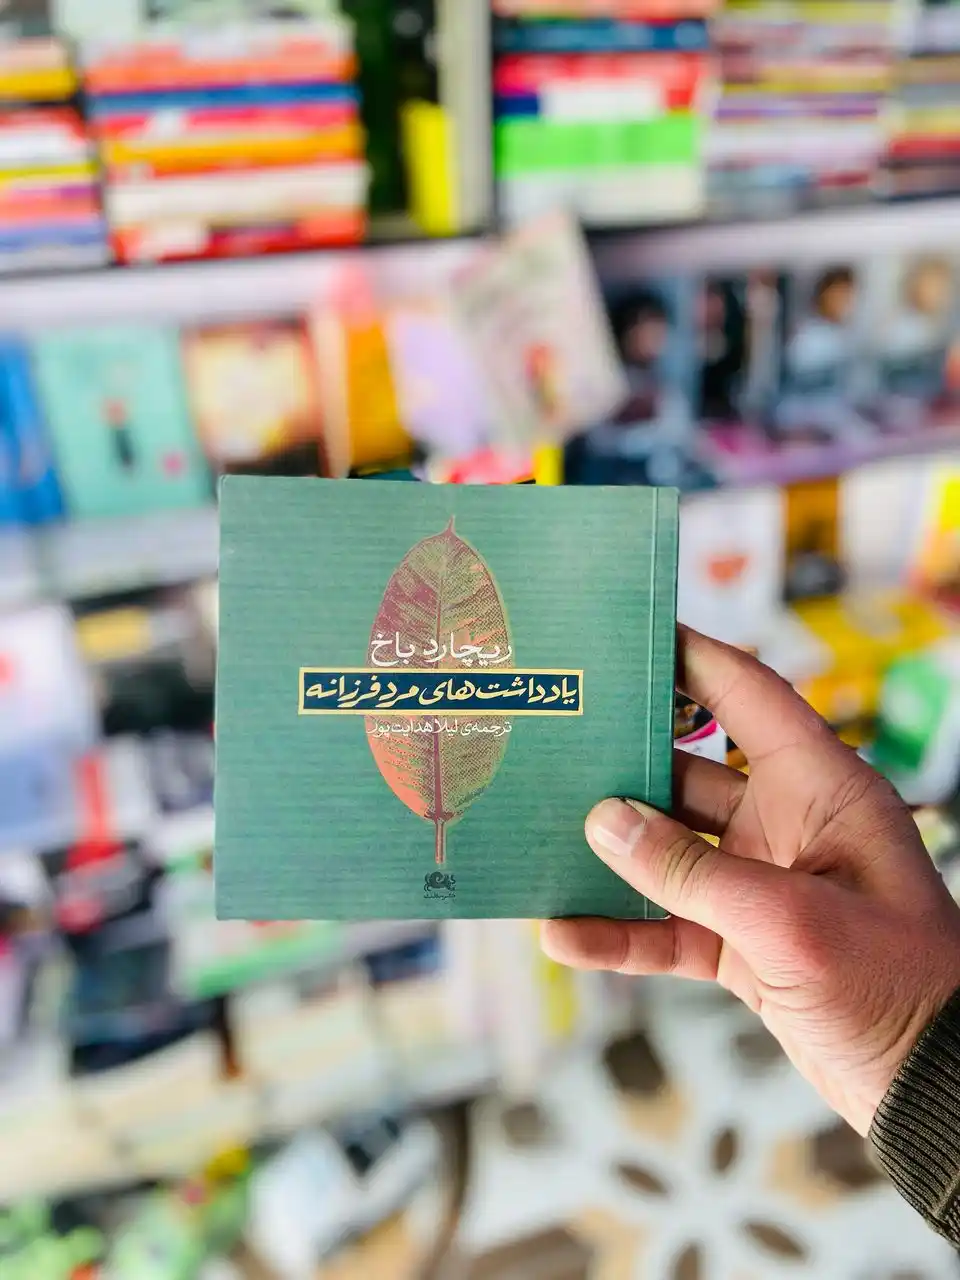 ریچارد باخ
یادداشت‌های مرد فرزانه
ترجمه‌ی لیلا هدایت‌پور